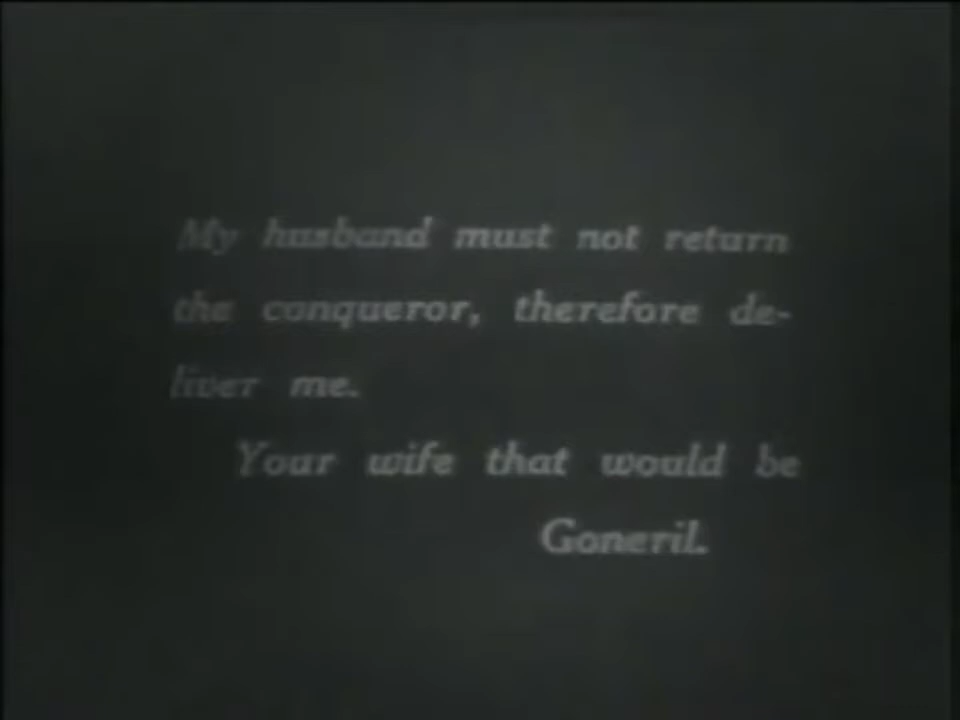 My husband must not return
the conqueror, therefore de-
liver me.
Your wife that would be
Goneril.